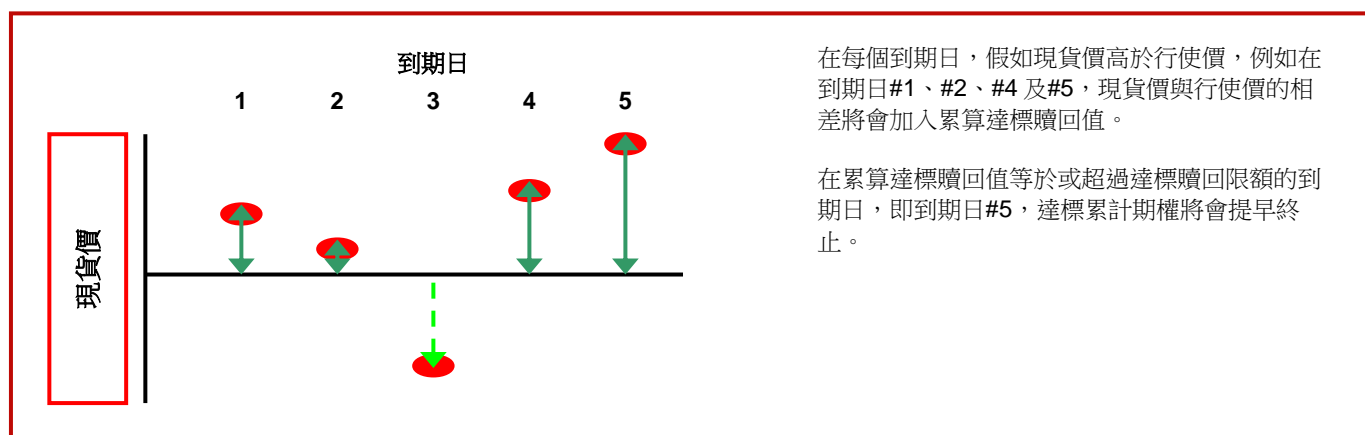 到期日
1 2 3 4 5
現貨價
在每個到期日，假如現貨價高於行使價，例如在
到期日#1、#2、#4 及#5，現貨價與行使價的相
差將會加入累算達標贖回值。
在累算達標贖回值等於或超過達標贖回限額的到
期日，即到期日#5，達標累計期權將會提早終
止。